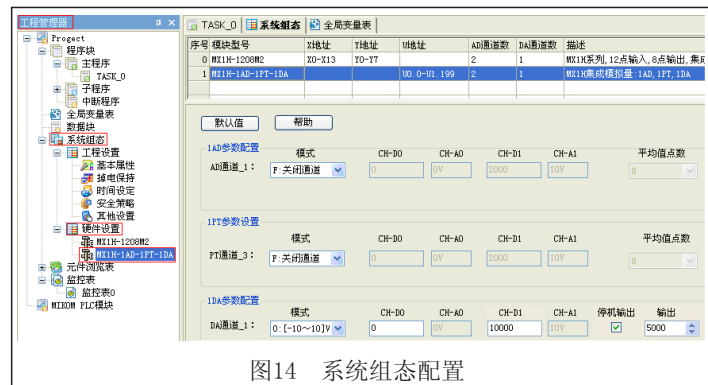 工程管理器
Progect
程序块
主程序
TASK_0
子程序
中断程序
全局变量表
数据块
系统组态
工程设置
基本属性
掉电保持
时间设定
安全策略
其他设置
硬件设置
MX1H-1208M2
MX1H-1AD-1PT-1DA
元件浏览表
监控表
监控表0
MIKOM PLC模块
TASK_0 系统组态 全局变量表
序号 模块型号 X地址 Y地址 U地址 AD通道数 DA通道数 描述
0 MX1H-1208M2 X0-X13 Y0-Y7 2 1 MX1H系列,12点输入,8点输出,集成
1 MX1H-1AD-1PT-1DA U0.0-U1.199 2 1 MX1H集成模拟量:1AD,1PT,1DA
默认值 帮助
1AD参数配置
模式 CH-D0 CH-A0 CH-D1 CH-A1 平均值点数
AD通道_1: F:关闭通道 0 0V 2000 10V 8
1PT参数设置
模式 CH-D0 CH-A0 CH-D1 CH-A1 平均值点数
PT通道_3: F:关闭通道 0 0V 2000 10V 8
1DA参数配置
模式 CH-D0 CH-A0 CH-D1 CH-A1 停机输出 输出
DA通道_1: 0:[-10～10]V 0 0V 10000 10V 5000
图14 系统组态配置